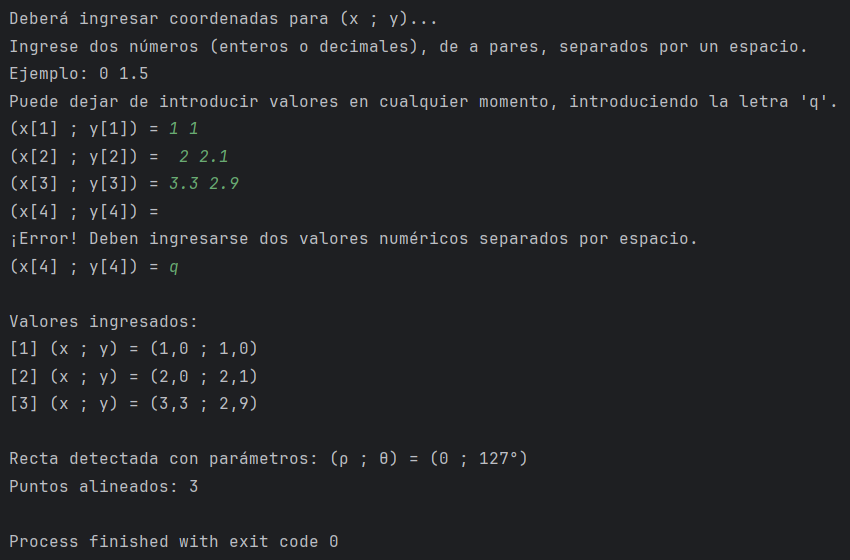 Deberá ingresar coordenadas para (x ; y)...
Ingrese dos números (enteros o decimales), de a pares, separados por un espacio.
Ejemplo: 0 1.5
Puede dejar de introducir valores en cualquier momento, introduciendo la letra 'q'.
(x[1] ; y[1]) = 1 1
(x[2] ; y[2]) =  2 2.1
(x[3] ; y[3]) = 3.3 2.9
(x[4] ; y[4]) =
¡Error! Deben ingresarse dos valores numéricos separados por espacio.
(x[4] ; y[4]) = q
Valores ingresados:
[1] (x ; y) = (1,0 ; 1,0)
[2] (x ; y) = (2,0 ; 2,1)
[3] (x ; y) = (3,3 ; 2,9)
Recta detectada con parámetros: (ρ ; θ) = (0 ; 127°)
Puntos alineados: 3
Process finished with exit code 0